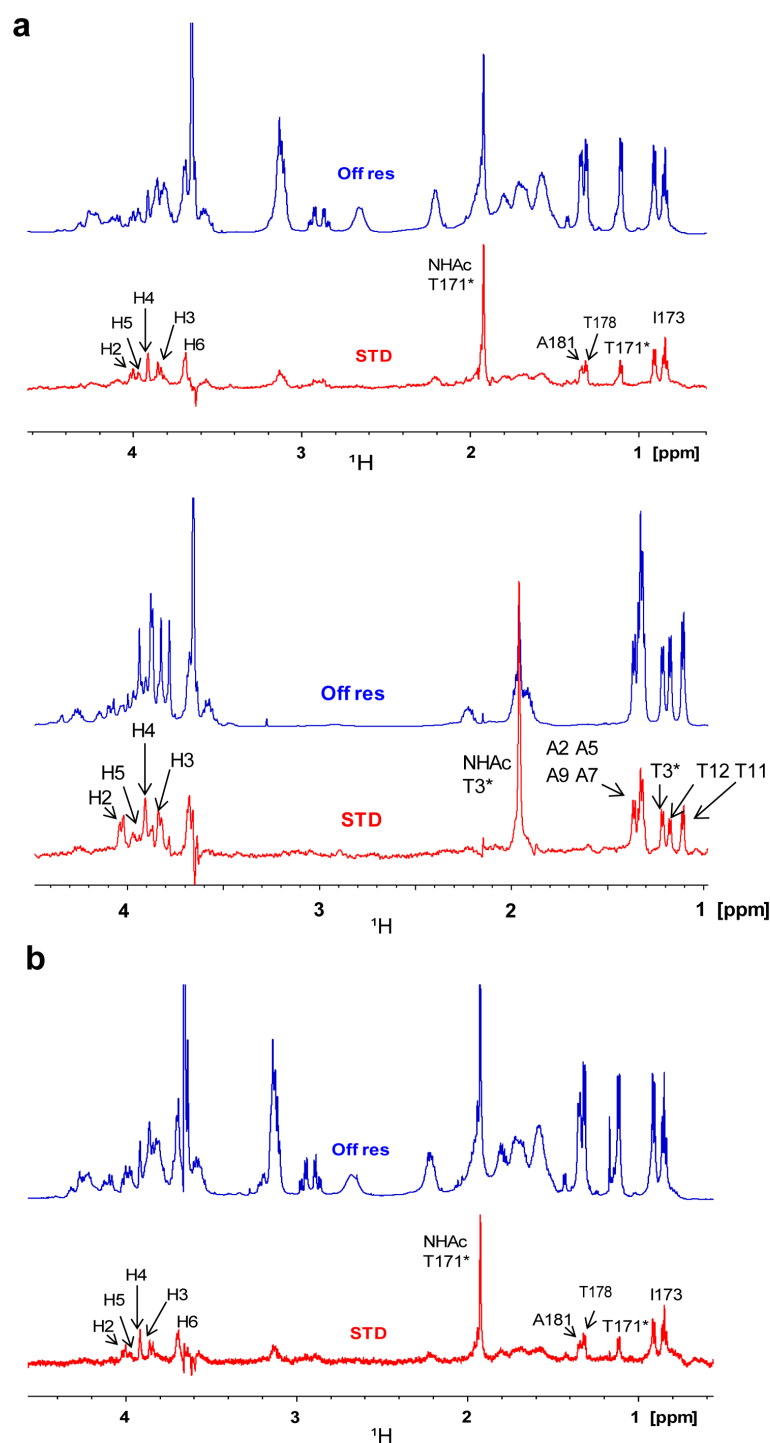 a
Off res
NHAc
T171*
H4
H5
H3
H2
H6
STD
A181
T178
T171*
I173
4
3
2
1
[ppm]
¹H
Off res
H4
H5
H3
H2
NHAc
T3*
STD
A2 A5
A9 A7
T3*
T12 T11
4
3
2
1
[ppm]
¹H
b
Off res
NHAc
T171*
H4
H5
H3
H2
H6
STD
A181
T178
T171*
I173
4
3
2
1
[ppm]
¹H